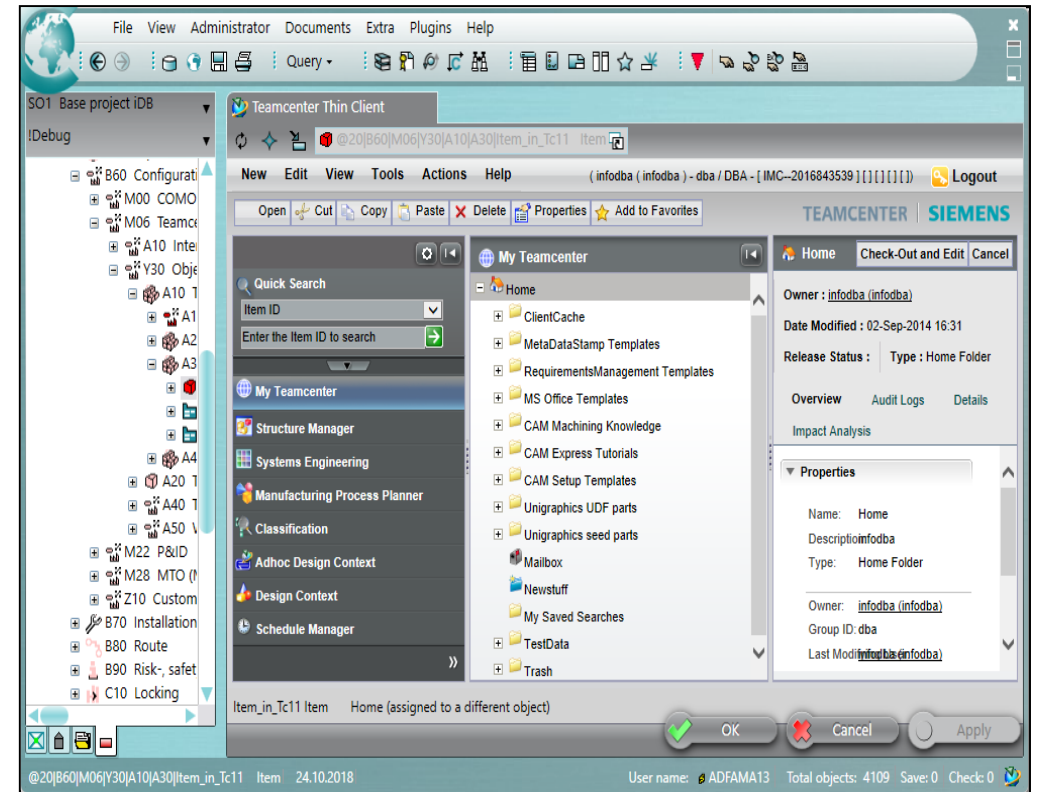 File View Administrator Documents Extra Plugins Help
Query
SO1 Base project iDB
!Debug
B60 Configurati
M00 COMO
M06 Teamce
A10 Inte
Y30 Obje
A10 T
A1
A2
A3
A4
A20 T
A40 T
A50 V
M22 P&ID
M28 MTO (M
Z10 Custom
B70 Installation
B80 Route
B90 Risk-, safet
C10 Locking
Teamcenter Thin Client
@20|B60|M06|Y30|A10|A30|Item_in_Tc11 Item
New Edit View Tools Actions Help ( infodba ( infodba ) - dba / DBA - [ IMC--2016843539 ] [ ] [ ] [ ] [ ]) Logout
Open Cut Copy Paste Delete Properties Add to Favorites TEAMCENTER SIEMENS
Quick Search
Item ID
Enter the Item ID to search
My Teamcenter
Structure Manager
Systems Engineering
Manufacturing Process Planner
Classification
Adhoc Design Context
Design Context
Schedule Manager
»
My Teamcenter
Home
ClientCache
MetaDataStamp Templates
RequirementsManagement Templates
MS Office Templates
CAM Machining Knowledge
CAM Express Tutorials
CAM Setup Templates
Unigraphics UDF parts
Unigraphics seed parts
Mailbox
Newstuff
My Saved Searches
TestData
Trash
Home Check-Out and Edit Cancel
Owner : infodba (infodba)
Date Modified : 02-Sep-2014 16:31
Release Status : Type : Home Folder
Overview Audit Logs Details
Impact Analysis
Properties
Name: Home
Description infodba
Type: Home Folder
Owner: infodba (infodba)
Group ID: dba
Last Modifying User: infodba (infodba)
Item_in_Tc11 Item Home (assigned to a different object)
OK Cancel Apply
@20|B60|M06|Y30|A10|A30|Item_in_Tc11 Item 24.10.2018 User name: ADFAMA13 Total objects: 4109 Save: 0 Check: 0